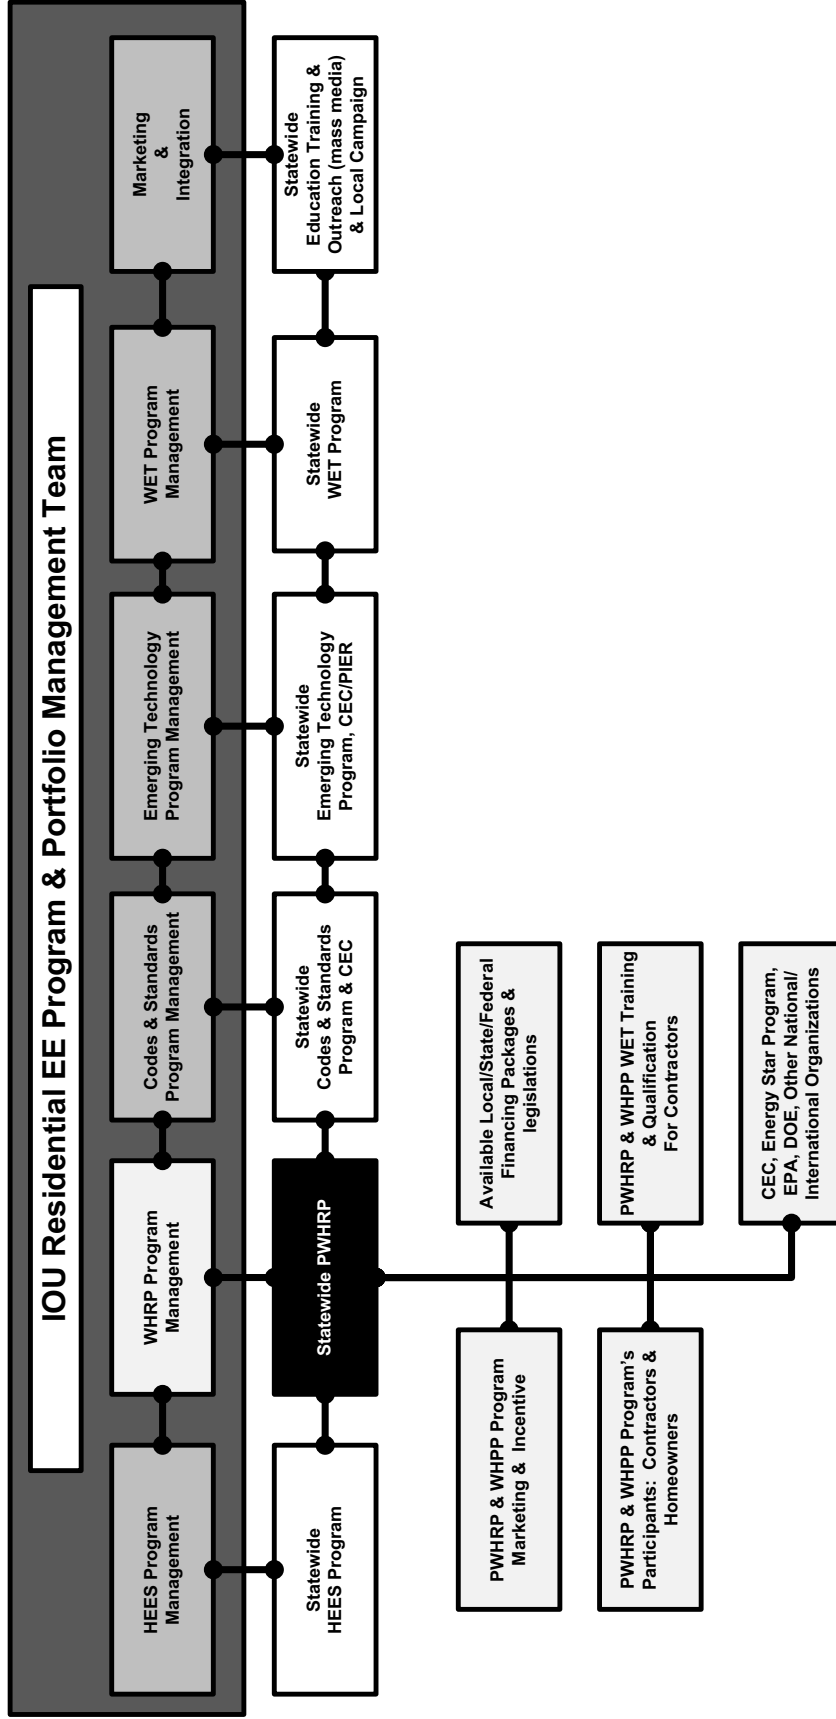 IOU Residential EE Program & Portfolio Management Team
HEES Program
Management
WHRP Program
Management
Codes & Standards
Program Management
Emerging Technology
Program Management
WET Program
Management
Marketing
&
Integration
Statewide
HEES Program
Statewide PWHRP
Statewide
Codes & Standards
Program & CEC
Statewide
Emerging Technology
Program, CEC/PIER
Statewide
WET Program
Statewide
Education Training &
Outreach (mass media)
& Local Campaign
PWHRP & WHPP Program
Marketing & Incentive
Available Local/State/Federal
Financing Packages &
legislations
PWHRP & WHPP Program's
Participants: Contractors &
Homeowners
PWHRP & WHPP WET Training
& Qualification
For Contractors
CEC, Energy Star Program,
EPA, DOE, Other National/
International Organizations